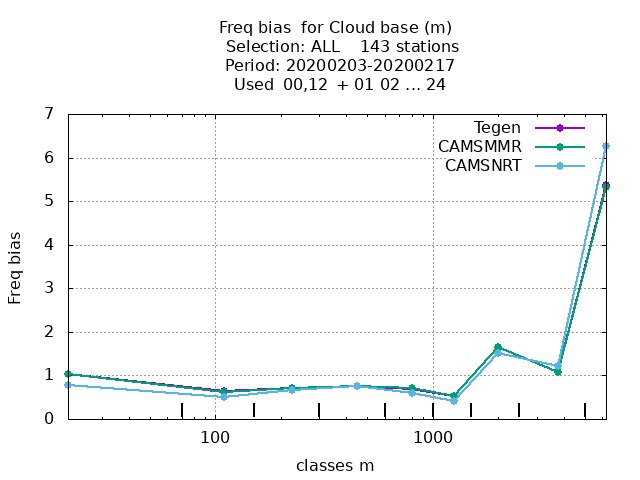 Freq bias  for Cloud base (m)
Selection: ALL    143 stations
Period: 20200203-20200217
Used  00,12  + 01 02 ... 24
Tegen
CAMSMMR
CAMSNRT
7
6
5
4
3
2
1
0
Freq bias
100 1000
classes m